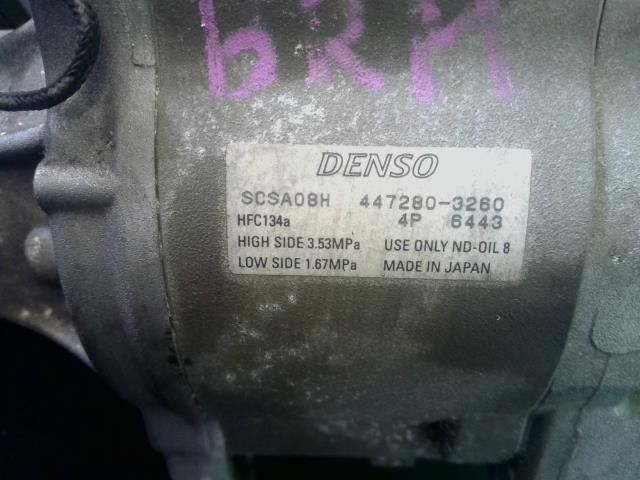 6RM
DENSO
SCSA08H 447280-3260
HFC134a 4P 6443
HIGH SIDE 3.53MPa USE ONLY ND-OIL 8
LOW SIDE 1.67MPa MADE IN JAPAN